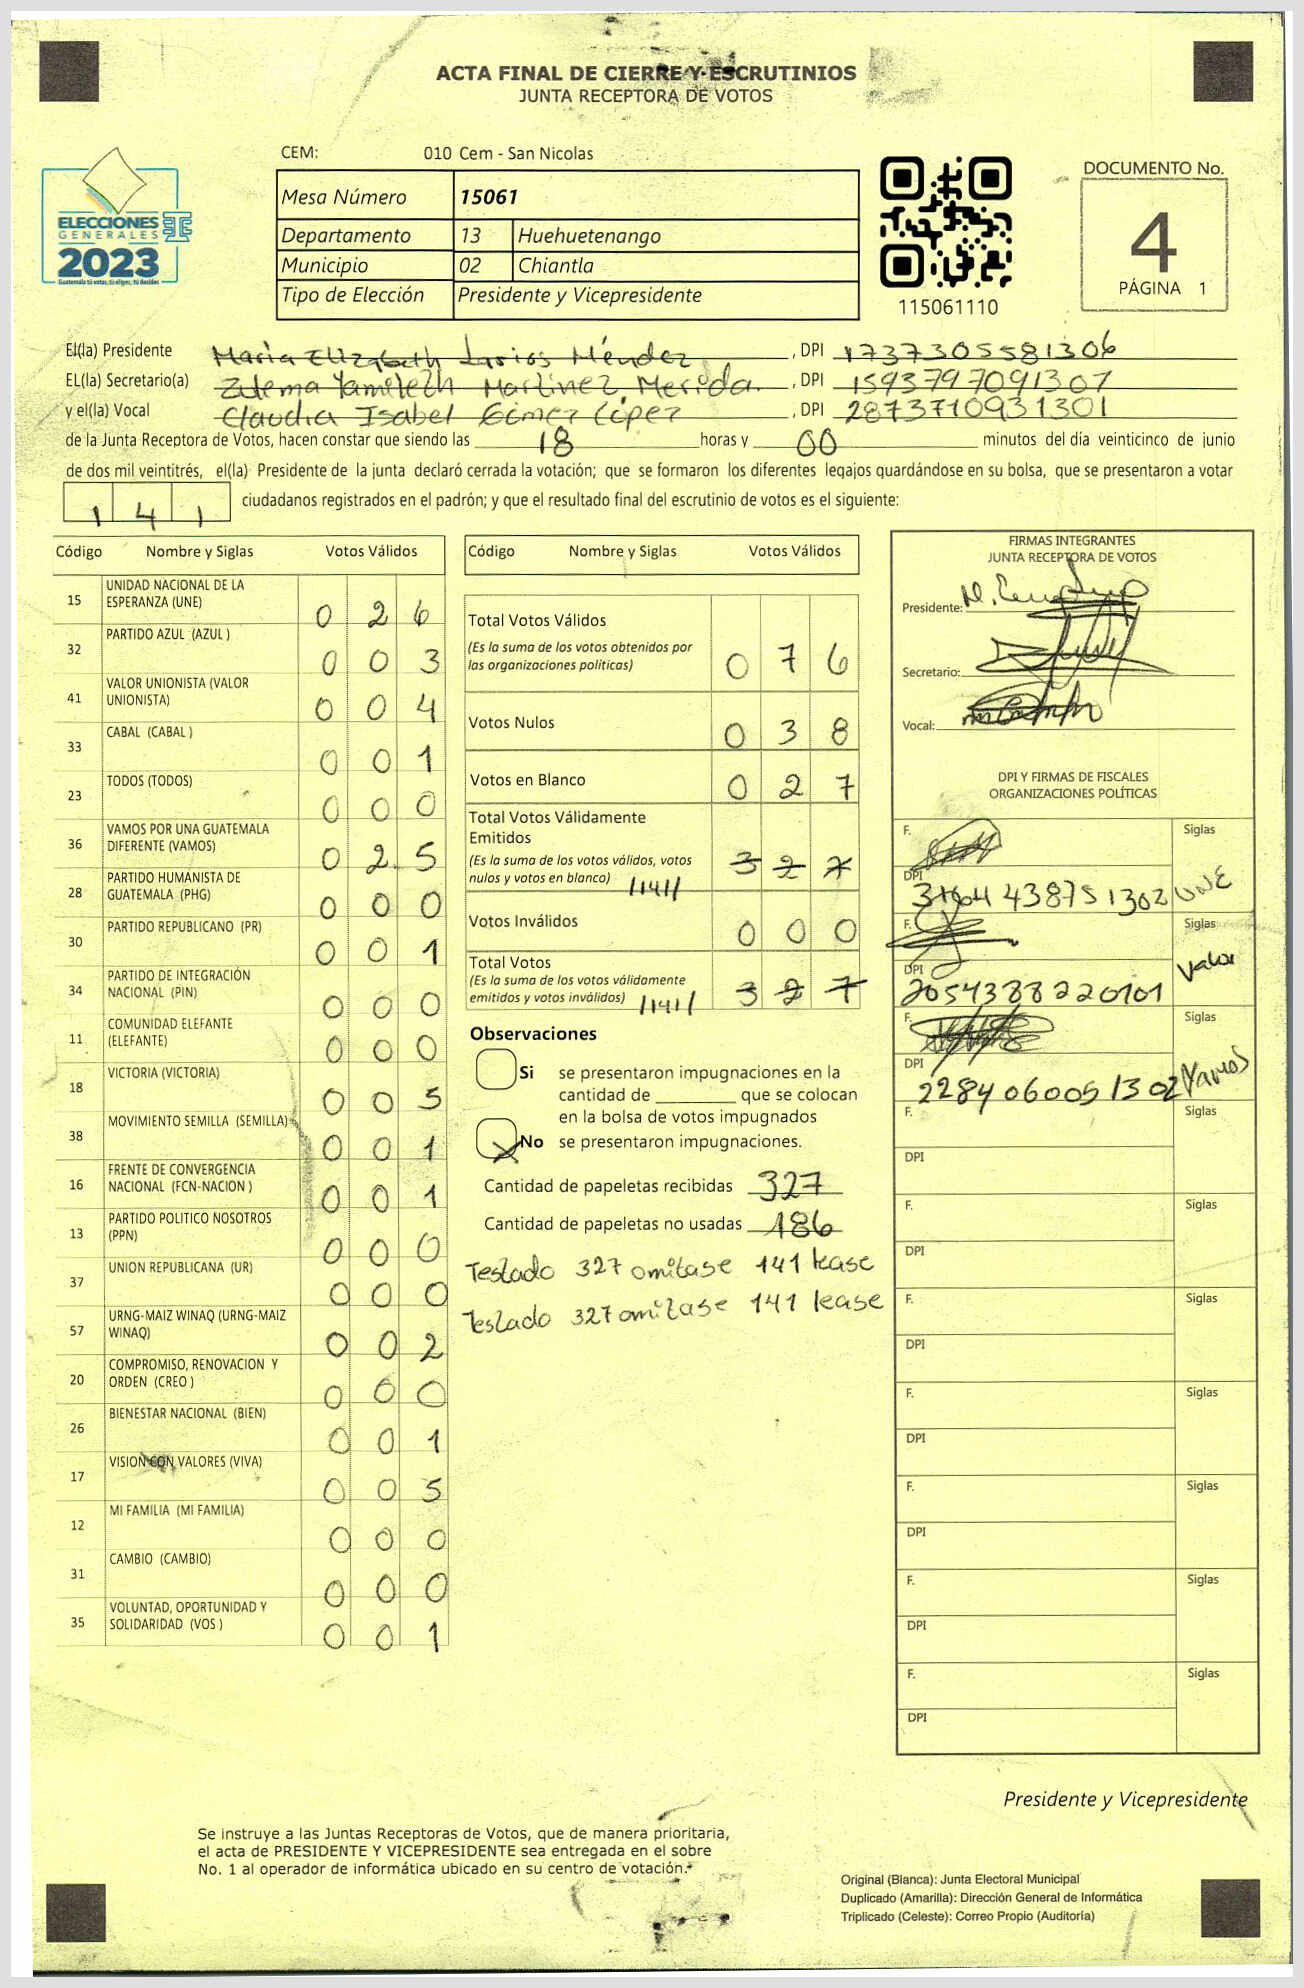 ACTA FINAL DE CIERRE Y ESCRUTINIOS
JUNTA RECEPTORA DE VOTOS
CEM: 010 Cem - San Nicolas
ELECCIONES
GENERALES
2023
Guatemala tú votas, tú eliges, tú decides
Mesa Número 15061
Departamento 13 Huehuetenango
Municipio 02 Chiantla
Tipo de Elección Presidente y Vicepresidente
115061110
DOCUMENTO No.
4
PÁGINA 1
El(la) Presidente Maria Elizabeth Larios Méndez, DPI 1737305581306
EL(la) Secretario(a) Zulema Yamileth Martinez Merida, DPI 1593797091307
y el(la) Vocal Claudia Isabel Gómez López, DPI 2873710931301
de la Junta Receptora de Votos, hacen constar que siendo las 18 horas y 00 minutos del día veinticinco de junio
de dos mil veintitrés, el(la) Presidente de la junta declaró cerrada la votación; que se formaron los diferentes legajos guardándose en su bolsa, que se presentaron a votar
141 ciudadanos registrados en el padrón; y que el resultado final del escrutinio de votos es el siguiente:
Código Nombre y Siglas Votos Válidos
15 UNIDAD NACIONAL DE LA
ESPERANZA (UNE) 0 2 6
32 PARTIDO AZUL (AZUL ) 0 0 3
41 VALOR UNIONISTA (VALOR
UNIONISTA) 0 0 4
33 CABAL (CABAL ) 0 0 1
23 TODOS (TODOS) 0 0 0
36 VAMOS POR UNA GUATEMALA
DIFERENTE (VAMOS) 0 2 5
28 PARTIDO HUMANISTA DE
GUATEMALA (PHG) 0 0 0
30 PARTIDO REPUBLICANO (PR) 0 0 1
34 PARTIDO DE INTEGRACIÓN
NACIONAL (PIN) 0 0 0
11 COMUNIDAD ELEFANTE
(ELEFANTE) 0 0 0
18 VICTORIA (VICTORIA) 0 0 5
38 MOVIMIENTO SEMILLA (SEMILLA) 0 0 1
16 FRENTE DE CONVERGENCIA
NACIONAL (FCN-NACION ) 0 0 1
13 PARTIDO POLITICO NOSOTROS
(PPN) 0 0 0
37 UNION REPUBLICANA (UR) 0 0 0
57 URNG-MAIZ WINAQ (URNG-MAIZ
WINAQ) 0 0 2
20 COMPROMISO, RENOVACION Y
ORDEN (CREO ) 0 0 0
26 BIENESTAR NACIONAL (BIEN) 0 0 1
17 VISION CON VALORES (VIVA) 0 0 5
12 MI FAMILIA (MI FAMILIA) 0 0 0
31 CAMBIO (CAMBIO) 0 0 0
35 VOLUNTAD, OPORTUNIDAD Y
SOLIDARIDAD (VOS ) 0 0 1
Código Nombre y Siglas Votos Válidos
Total Votos Válidos
(Es la suma de los votos obtenidos por
las organizaciones políticas) 0 7 6
Votos Nulos 0 3 8
Votos en Blanco 0 2 7
Total Votos Válidamente
Emitidos
(Es la suma de los votos válidos, votos
nulos y votos en blanco) /141/ 3 2 7
Votos Inválidos 0 0 0
Total Votos
(Es la suma de los votos válidamente
emitidos y votos inválidos) /141/ 3 2 7
Observaciones
Si se presentaron impugnaciones en la
cantidad de ________ que se colocan
en la bolsa de votos impugnados
No se presentaron impugnaciones.
Cantidad de papeletas recibidas 327
Cantidad de papeletas no usadas 186
Testado 327 omitase 141 lease
Testado 327 omitase 141 lease
FIRMAS INTEGRANTES
JUNTA RECEPTORA DE VOTOS
Presidente:
Secretario:
Vocal:
DPI Y FIRMAS DE FISCALES
ORGANIZACIONES POLÍTICAS
F. Siglas
DPI 43875 1302 UNE
F. Siglas
DPI 2054388220101 Valor
F. Siglas
DPI 2284060051302 Vamos
F. Siglas
DPI
F. Siglas
DPI
F. Siglas
DPI
F. Siglas
DPI
F. Siglas
DPI
F. Siglas
DPI
F. Siglas
DPI
Presidente y Vicepresidente
Se instruye a las Juntas Receptoras de Votos, que de manera prioritaria,
el acta de PRESIDENTE Y VICEPRESIDENTE sea entregada en el sobre
No. 1 al operador de informática ubicado en su centro de votación.*
Original (Blanca): Junta Electoral Municipal
Duplicado (Amarilla): Dirección General de Informática
Triplicado (Celeste): Correo Propio (Auditoría)